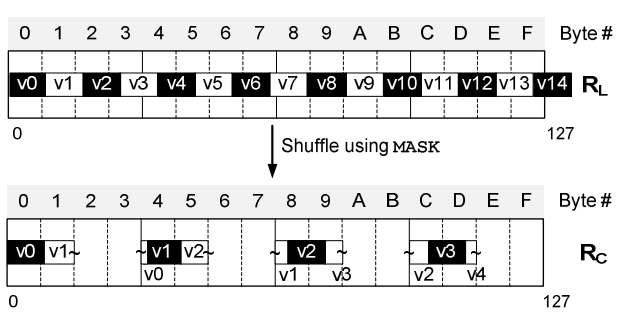 0 1 2 3 4 5 6 7 8 9 A B C D E F Byte #
v0 v1 v2 v3 v4 v5 v6 v7 v8 v9 v10 v11 v12 v13 v14 RL
0 127
Shuffle using MASK
0 1 2 3 4 5 6 7 8 9 A B C D E F Byte #
v0 v1~ ~ v1 v2~ ~ v2 ~ ~ v3 ~ RC
v0 v1 v3 v2 v4
0 127